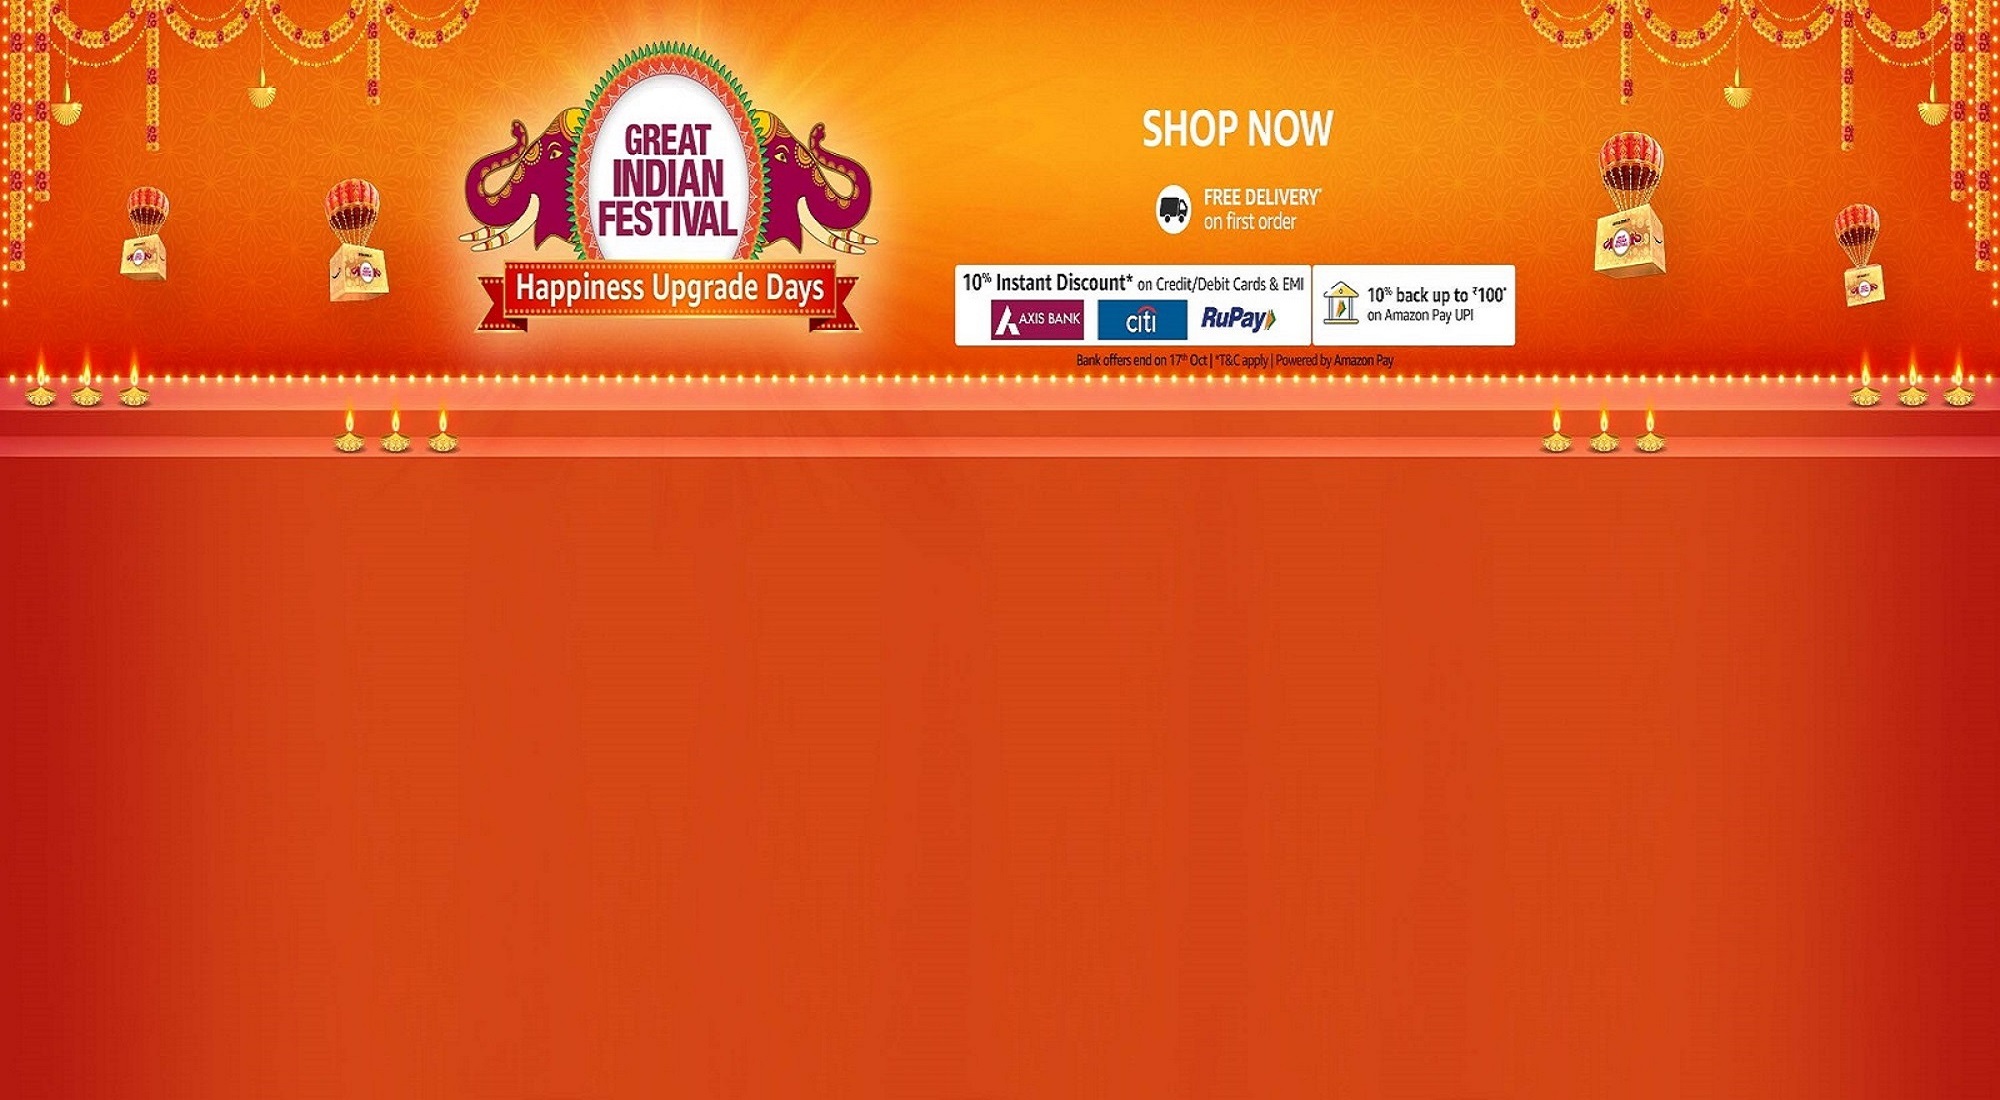 GREAT
INDIAN
FESTIVAL
Happiness Upgrade Days
SHOP NOW
FREE DELIVERY*
on first order
10% Instant Discount* on Credit/Debit Cards & EMI
AXIS BANK
citi
RuPay
10% back up to ₹100*
on Amazon Pay UPI
Bank offers end on 17th Oct | *T&C apply | Powered by Amazon Pay